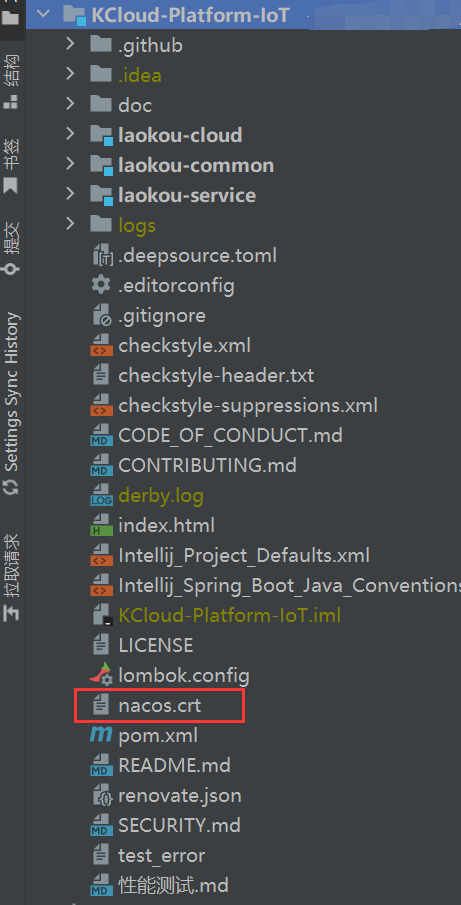 KCloud-Platform-IoT
.github
.idea
doc
laokou-cloud
laokou-common
laokou-service
logs
.deepsource.toml
.editorconfig
.gitignore
checkstyle.xml
checkstyle-header.txt
checkstyle-suppressions.xml
CODE_OF_CONDUCT.md
CONTRIBUTING.md
derby.log
index.html
Intellij_Project_Defaults.xml
Intellij_Spring_Boot_Java_Conventions
KCloud-Platform-IoT.iml
LICENSE
lombok.config
nacos.crt
pom.xml
README.md
renovate.json
SECURITY.md
test_error
性能测试.md
结构
书签
提交
Settings Sync History
拉取请求